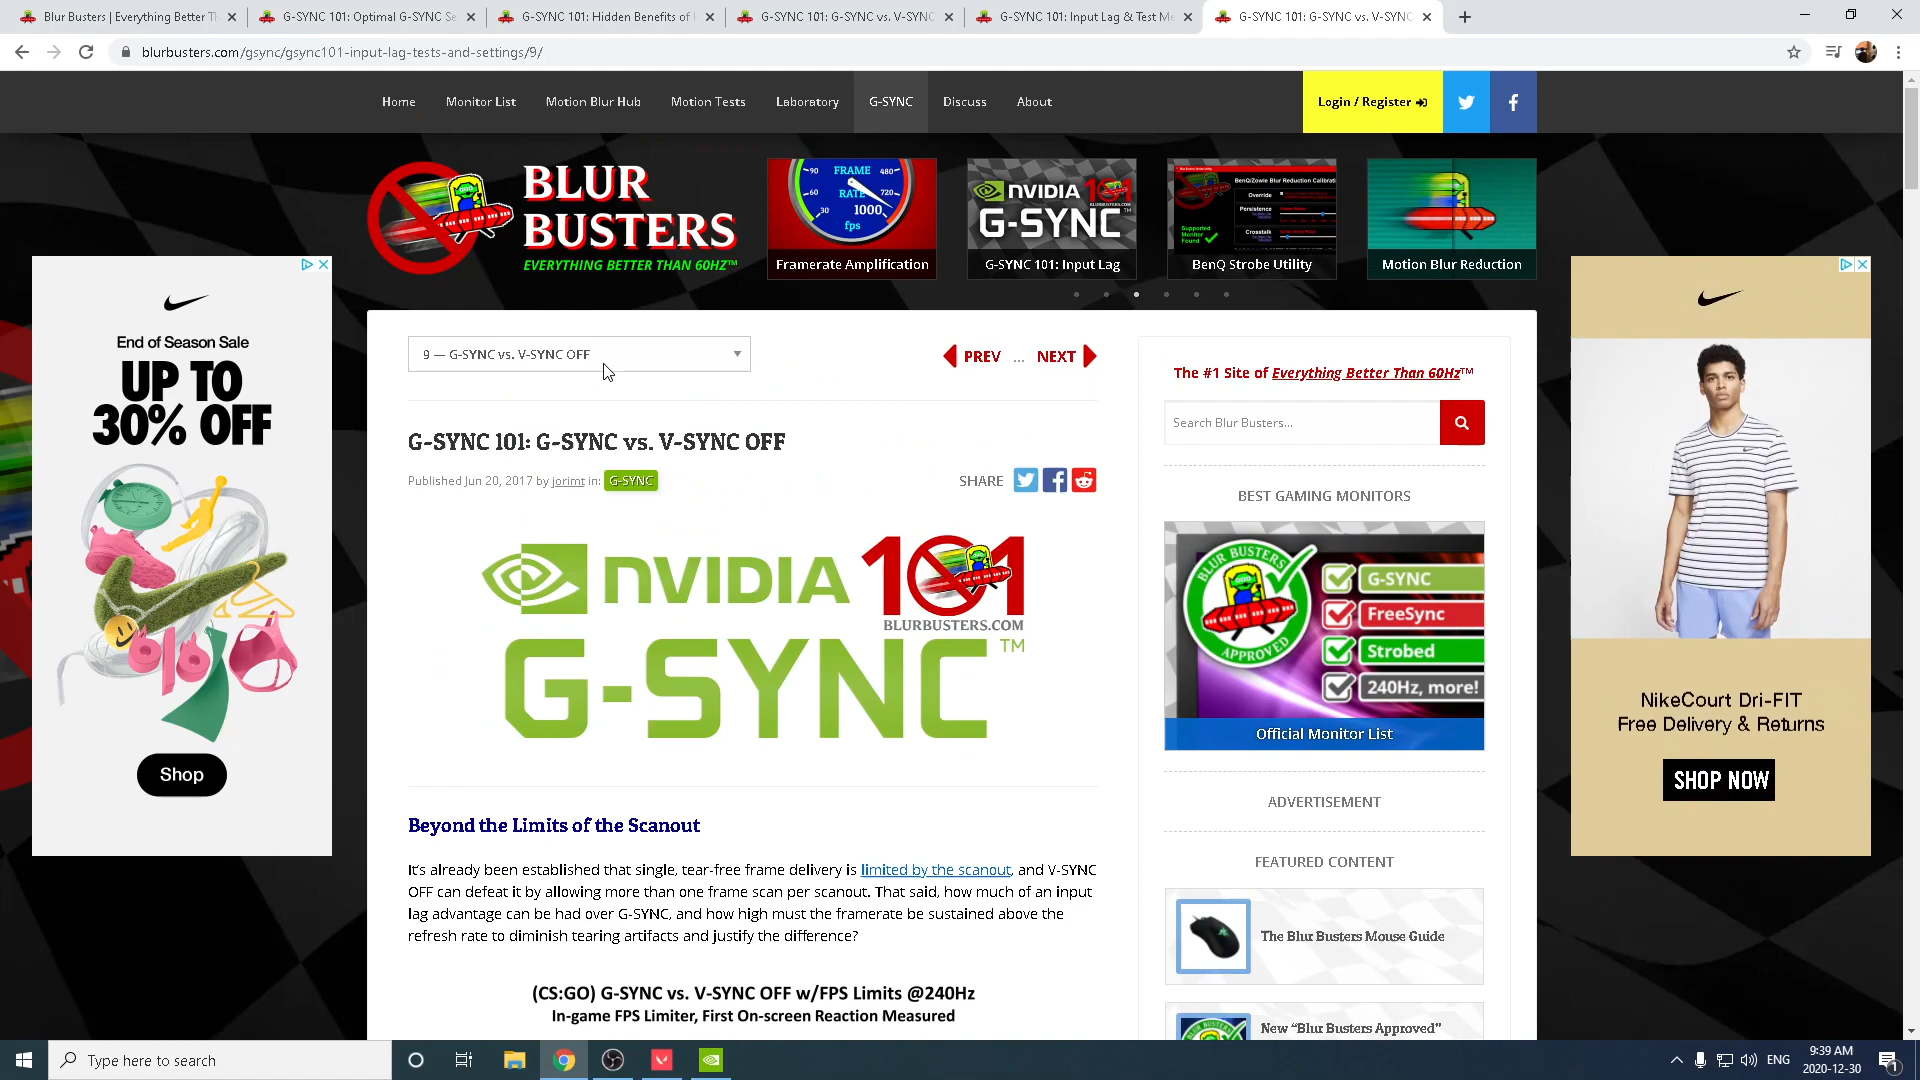 Blur Busters | Everything Better Th
G-SYNC 101: Optimal G-SYNC Se
G-SYNC 101: Hidden Benefits of
G-SYNC 101: G-SYNC vs. V-SYNC
G-SYNC 101: Input Lag & Test Me
G-SYNC 101: G-SYNC vs. V-SYNC
blurbusters.com/gsync/gsync101-input-lag-tests-and-settings/9/
Home
Monitor List
Motion Blur Hub
Motion Tests
Laboratory
G-SYNC
Discuss
About
Login / Register
BLUR
BUSTERS
EVERYTHING BETTER THAN 60HZ™
FRAME
RATE
30
60
90
480
720
1000
fps
Framerate Amplification
NVIDIA 101
BLURBUSTERS.COM
G-SYNC™
G-SYNC 101: Input Lag
BenQ/Zowie Blur Reduction Calibratio
Override
Persistence
Crosstalk
Supported
Monitor
Found
BenQ Strobe Utility
Motion Blur Reduction
End of Season Sale
UP TO
30% OFF
Shop
9 — G-SYNC vs. V-SYNC OFF
PREV ... NEXT
G-SYNC 101: G-SYNC vs. V-SYNC OFF
Published Jun 20, 2017 by jorimt in: G-SYNC
SHARE
NVIDIA 101
BLURBUSTERS.COM
G-SYNC™
Beyond the Limits of the Scanout
It's already been established that single, tear-free frame delivery is limited by the scanout, and V-SYNC
OFF can defeat it by allowing more than one frame scan per scanout. That said, how much of an input
lag advantage can be had over G-SYNC, and how high must the framerate be sustained above the
refresh rate to diminish tearing artifacts and justify the difference?
(CS:GO) G-SYNC vs. V-SYNC OFF w/FPS Limits @240Hz
In-game FPS Limiter, First On-screen Reaction Measured
The #1 Site of Everything Better Than 60Hz™
Search Blur Busters...
BEST GAMING MONITORS
BLUR BUSTERS
APPROVED
G-SYNC
FreeSync
Strobed
240Hz, more!
Official Monitor List
ADVERTISEMENT
FEATURED CONTENT
The Blur Busters Mouse Guide
New “Blur Busters Approved”
NikeCourt Dri-FIT
Free Delivery & Returns
SHOP NOW
Type here to search
ENG
9:39 AM
2020-12-30
1